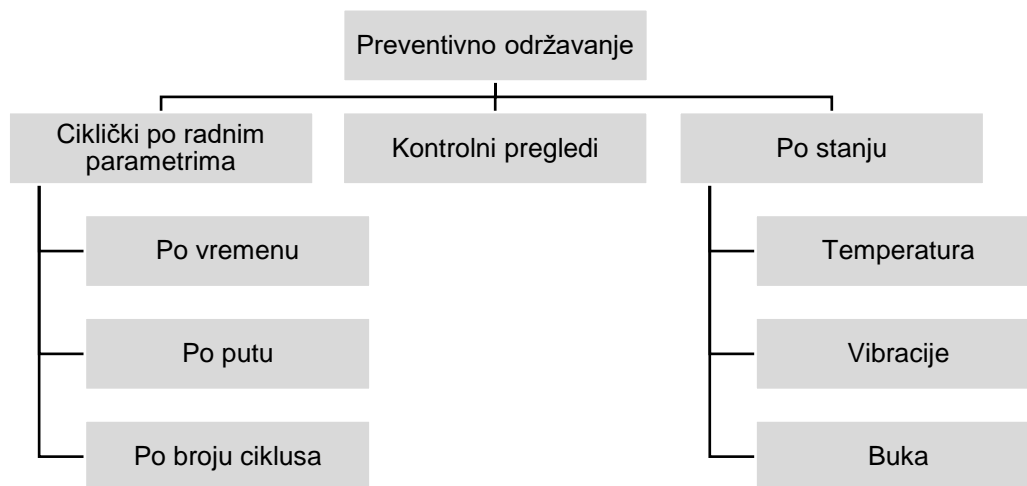 Preventivno održavanje
Ciklički po radnim
parametrima
Kontrolni pregledi
Po stanju
Po vremenu
Temperatura
Po putu
Vibracije
Po broju ciklusa
Buka